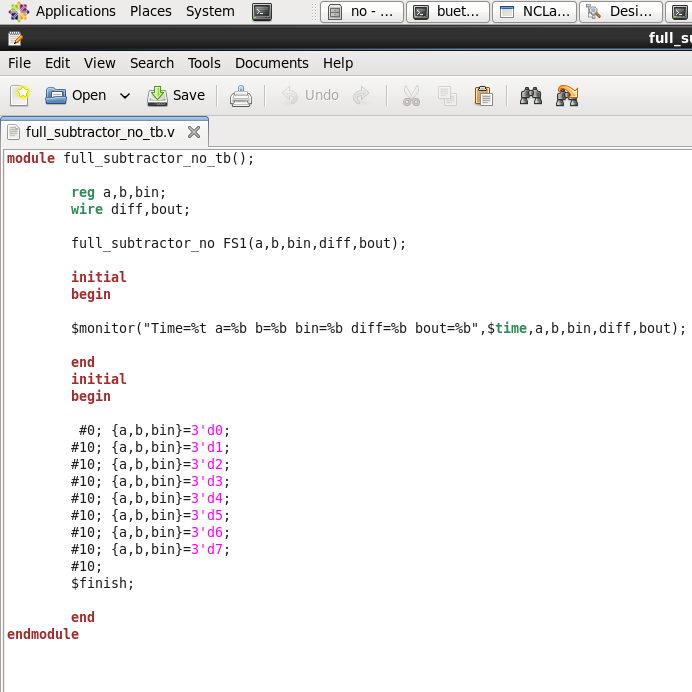 Applications Places System no - ... buet... NCLa... Desi...
full_su
File Edit View Search Tools Documents Help
Open Save Undo
full_subtractor_no_tb.v
module full_subtractor_no_tb();
reg a,b,bin;
wire diff,bout;
full_subtractor_no FS1(a,b,bin,diff,bout);
initial
begin
$monitor("Time=%t a=%b b=%b bin=%b diff=%b bout=%b",$time,a,b,bin,diff,bout);
end
initial
begin
#0; {a,b,bin}=3'd0;
#10; {a,b,bin}=3'd1;
#10; {a,b,bin}=3'd2;
#10; {a,b,bin}=3'd3;
#10; {a,b,bin}=3'd4;
#10; {a,b,bin}=3'd5;
#10; {a,b,bin}=3'd6;
#10; {a,b,bin}=3'd7;
#10;
$finish;
end
endmodule